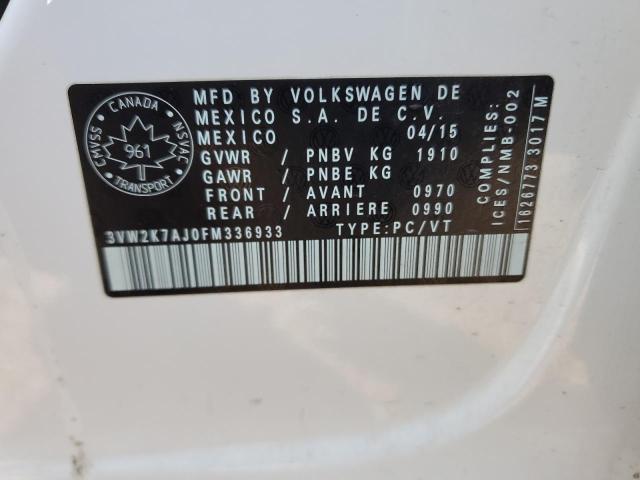 CANADA
CMVSS
NSVAC
961
TRANSPORT
MFD BY VOLKSWAGEN DE
MEXICO S.A. DE C.V.
MEXICO 04/15
GVWR / PNBV KG 1910
GAWR / PNBE KG
FRONT / AVANT 0970
REAR / ARRIERE 0990
3VW2K7AJ0FM336933 TYPE:PC/VT
COMPLIES:
ICES/NMB-002
1626773 3017 M